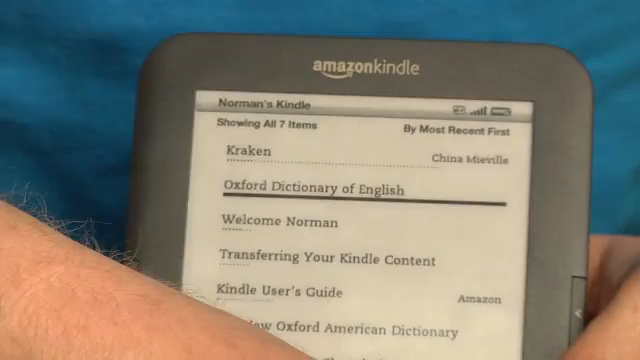 amazonkindle
Norman's Kindle
Showing All 7 Items By Most Recent First
Kraken China Mieville
Oxford Dictionary of English
Welcome Norman
Transferring Your Kindle Content
Kindle User's Guide Amazon
Oxford American Dictionary